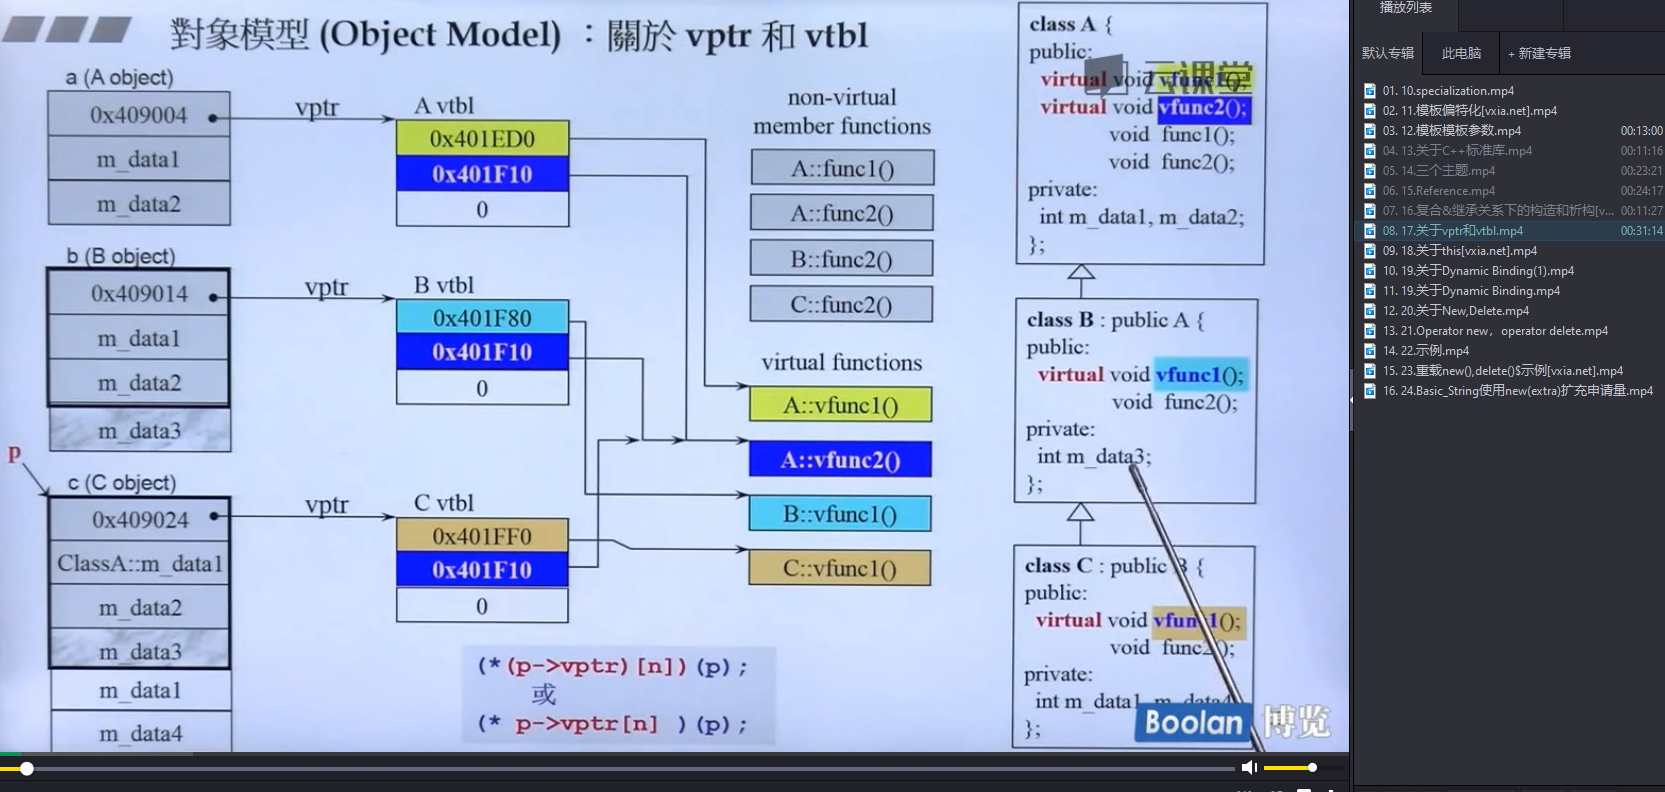 對象模型 (Object Model) ：關於 vptr 和 vtbl
a (A object)
0x409004
m_data1
m_data2
vptr
A vtbl
0x401ED0
0x401F10
0
b (B object)
0x409014
m_data1
m_data2
m_data3
vptr
B vtbl
0x401F80
0x401F10
0
p
c (C object)
0x409024
ClassA::m_data1
m_data2
m_data3
m_data1
m_data4
vptr
C vtbl
0x401FF0
0x401F10
0
non-virtual
member functions
A::func1()
A::func2()
B::func2()
C::func2()
virtual functions
A::vfunc1()
A::vfunc2()
B::vfunc1()
C::vfunc1()
(*(p->vptr)[n])(p);
或
(* p->vptr[n] )(p);
class A {
public:
virtual void vfunc1();
virtual void vfunc2();
void func1();
void func2();
private:
int m_data1, m_data2;
};
云课堂
class B : public A {
public:
virtual void vfunc1();
void func2();
private:
int m_data3;
};
class C : public B {
public:
virtual void vfunc1();
void func2();
private:
int m_data1, m_data4
};
Boolan 博览
播放列表
默认专辑 此电脑 + 新建专辑
01. 10.specialization.mp4
02. 11.模板偏特化[vxia.net].mp4
03. 12.模板模板参数.mp4 00:13:00
04. 13.关于C++标准库.mp4 00:11:16
05. 14.三个主题.mp4 00:23:21
06. 15.Reference.mp4 00:24:17
07. 16.复合&继承关系下的构造和析构[v... 00:11:27
08. 17.关于vptr和vtbl.mp4 00:31:14
09. 18.关于this[vxia.net].mp4
10. 19.关于Dynamic Binding(1).mp4
11. 19.关于Dynamic Binding.mp4
12. 20.关于New,Delete.mp4
13. 21.Operator new，operator delete.mp4
14. 22.示例.mp4
15. 23.重载new(),delete()$示例[vxia.net].mp4
16. 24.Basic_String使用new(extra)扩充申请量.mp4